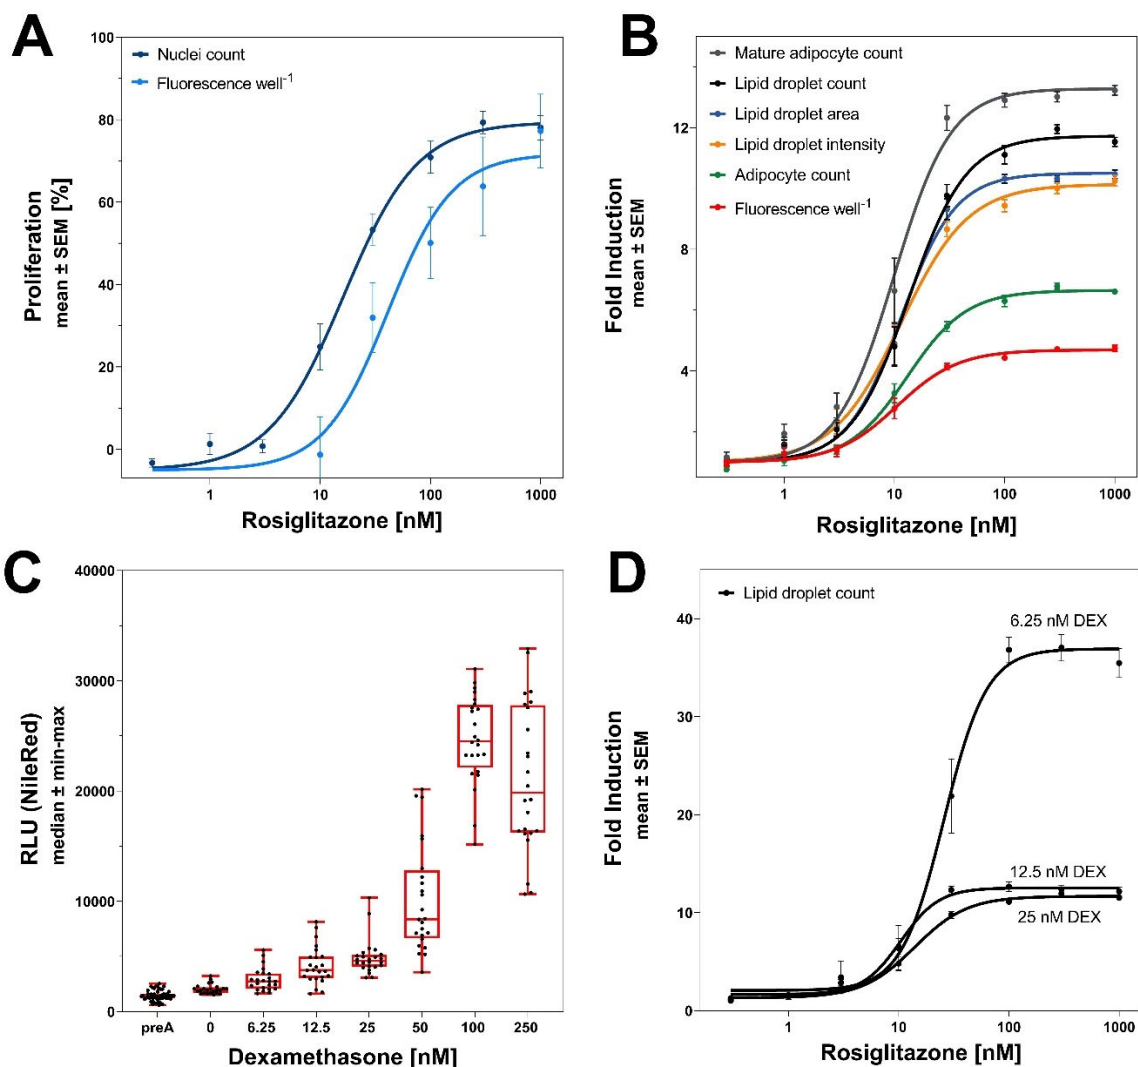 A
100
80
60
40
20
0
Proliferation [%]
mean ± SEM
Nuclei count
Fluorescence well⁻¹
1
10
100
1000
Rosiglitazone [nM]
B
12
8
4
Fold Induction
mean ± SEM
Mature adipocyte count
Lipid droplet count
Lipid droplet area
Lipid droplet intensity
Adipocyte count
Fluorescence well⁻¹
1
10
100
1000
Rosiglitazone [nM]
C
40000
30000
20000
10000
0
RLU (NileRed)
median ± min-max
preA
0
6.25
12.5
25
50
100
250
Dexamethasone [nM]
D
40
30
20
10
0
Fold Induction
mean ± SEM
Lipid droplet count
6.25 nM DEX
12.5 nM DEX
25 nM DEX
1
10
100
1000
Rosiglitazone [nM]